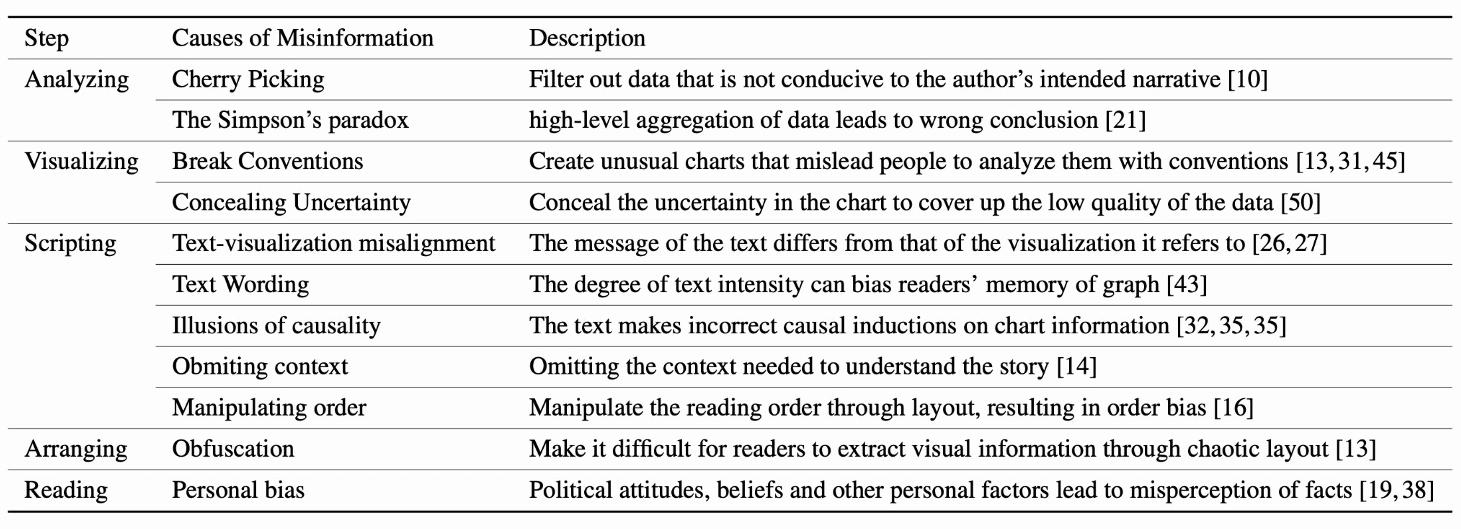 Step Causes of Misinformation Description
Analyzing Cherry Picking Filter out data that is not conducive to the author's intended narrative [10]
The Simpson's paradox high-level aggregation of data leads to wrong conclusion [21]
Visualizing Break Conventions Create unusual charts that mislead people to analyze them with conventions [13, 31, 45]
Concealing Uncertainty Conceal the uncertainty in the chart to cover up the low quality of the data [50]
Scripting Text-visualization misalignment The message of the text differs from that of the visualization it refers to [26, 27]
Text Wording The degree of text intensity can bias readers' memory of graph [43]
Illusions of causality The text makes incorrect causal inductions on chart information [32, 35, 35]
Obmiting context Omitting the context needed to understand the story [14]
Manipulating order Manipulate the reading order through layout, resulting in order bias [16]
Arranging Obfuscation Make it difficult for readers to extract visual information through chaotic layout [13]
Reading Personal bias Political attitudes, beliefs and other personal factors lead to misperception of facts [19, 38]